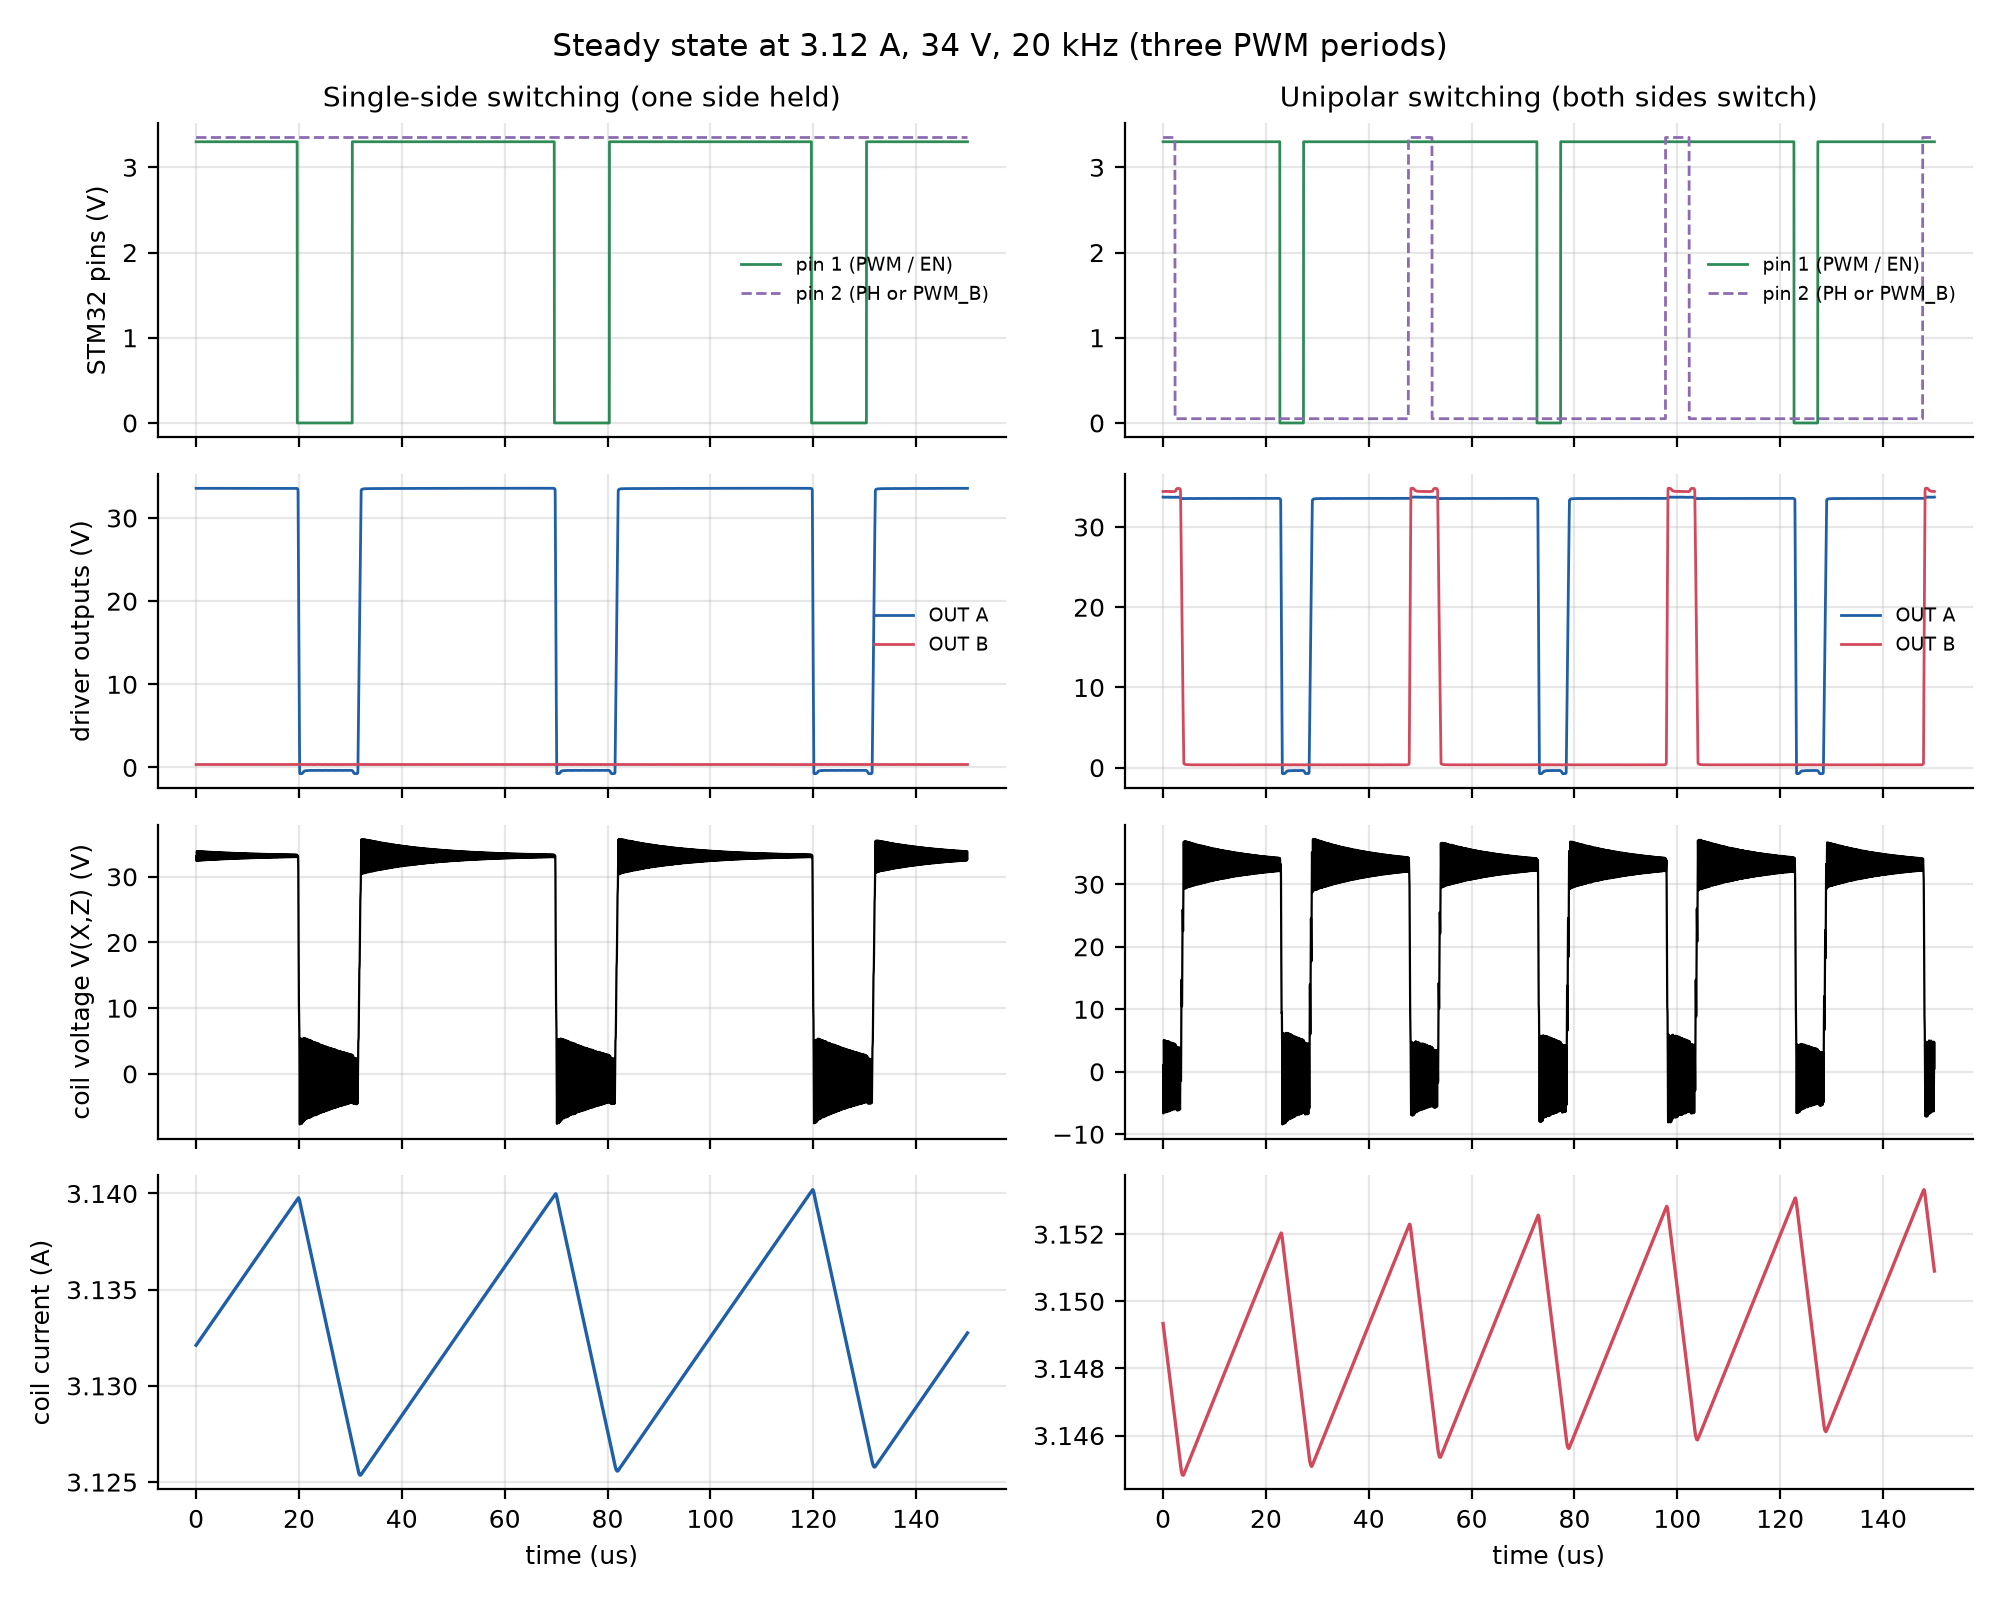 Steady state at 3.12 A, 34 V, 20 kHz (three PWM periods)
Single-side switching (one side held)
Unipolar switching (both sides switch)
STM32 pins (V)
3
2
1
0
pin 1 (PWM / EN)
pin 2 (PH or PWM_B)
3
2
1
0
pin 1 (PWM / EN)
pin 2 (PH or PWM_B)
driver outputs (V)
30
20
10
0
OUT A
OUT B
30
20
10
0
OUT A
OUT B
coil voltage V(X,Z) (V)
30
20
10
0
30
20
10
0
−10
coil current (A)
3.140
3.135
3.130
3.125
0 20 40 60 80 100 120 140
time (us)
3.152
3.150
3.148
3.146
0 20 40 60 80 100 120 140
time (us)